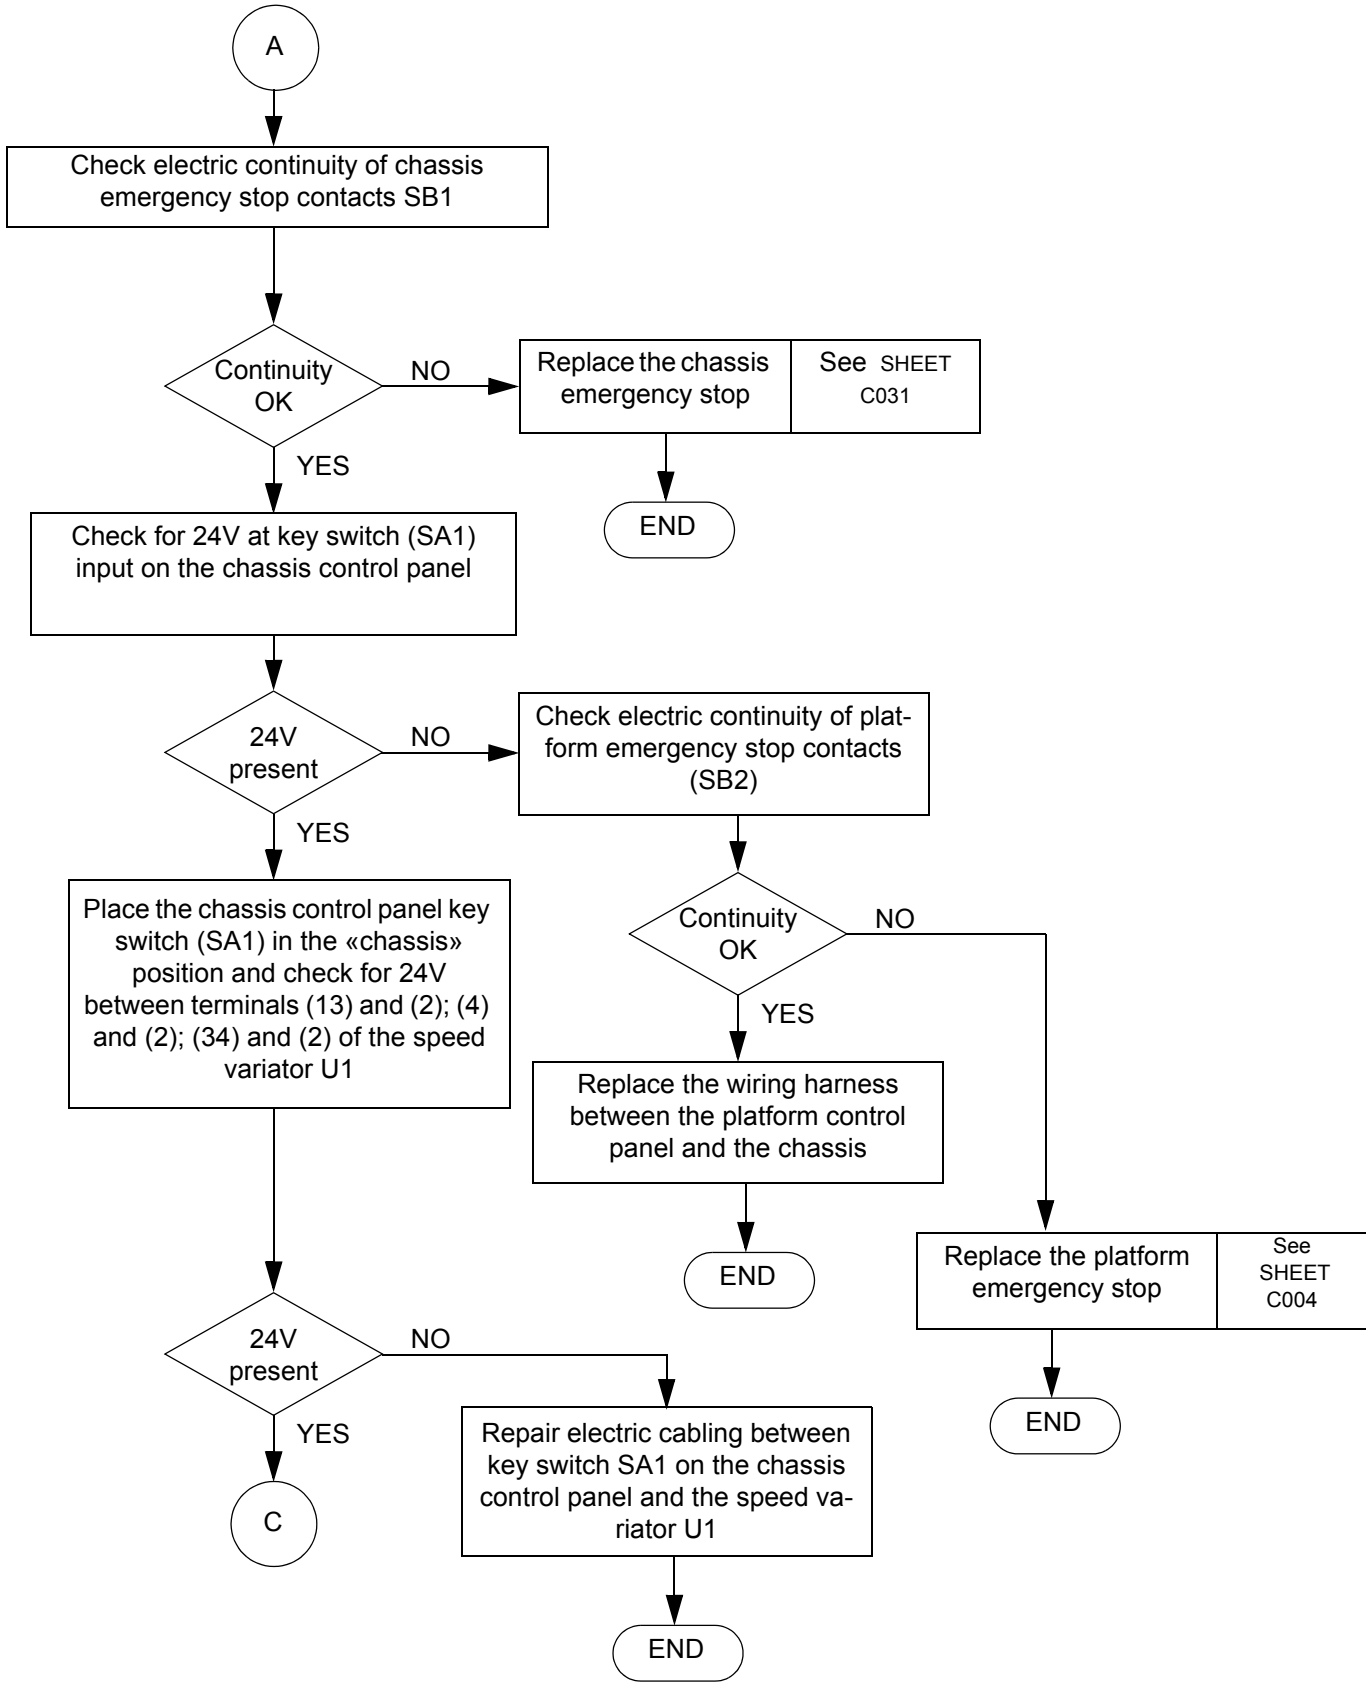 A
Check electric continuity of chassis
emergency stop contacts SB1
Continuity
OK
NO
Replace the chassis
emergency stop
See SHEET
C031
YES
END
Check for 24V at key switch (SA1)
input on the chassis control panel
24V
present
NO
Check electric continuity of plat-
form emergency stop contacts
(SB2)
YES
Place the chassis control panel key
switch (SA1) in the «chassis»
position and check for 24V
between terminals (13) and (2); (4)
and (2); (34) and (2) of the speed
variator U1
Continuity
OK
NO
YES
Replace the wiring harness
between the platform control
panel and the chassis
END
Replace the platform
emergency stop
See
SHEET
C004
END
24V
present
NO
YES
Repair electric cabling between
key switch SA1 on the chassis
control panel and the speed va-
riator U1
C
END